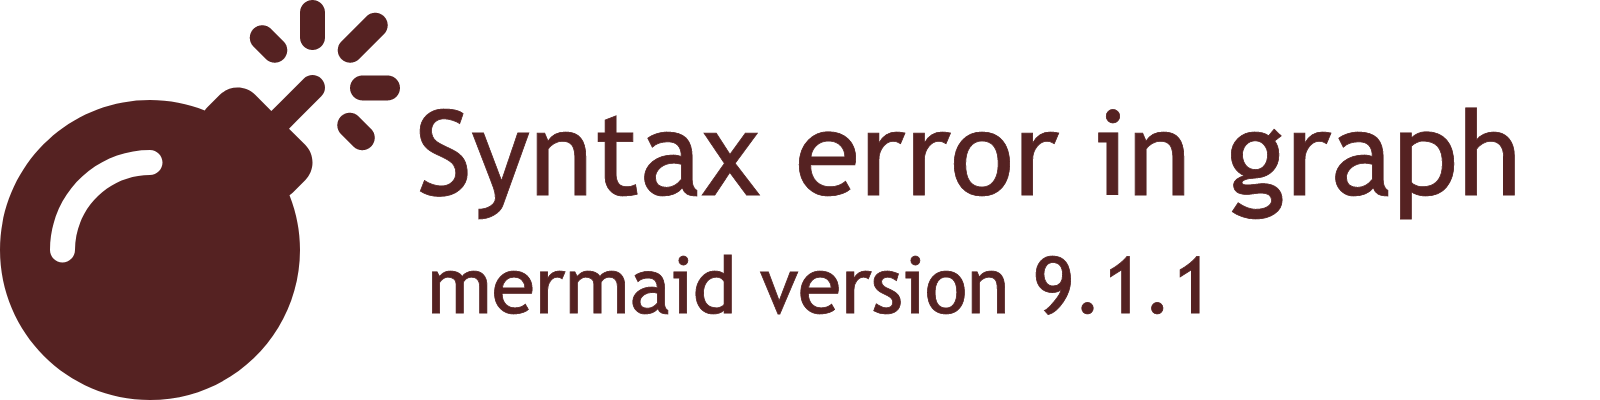 Syntax error in graph
mermaid version 9.1.1